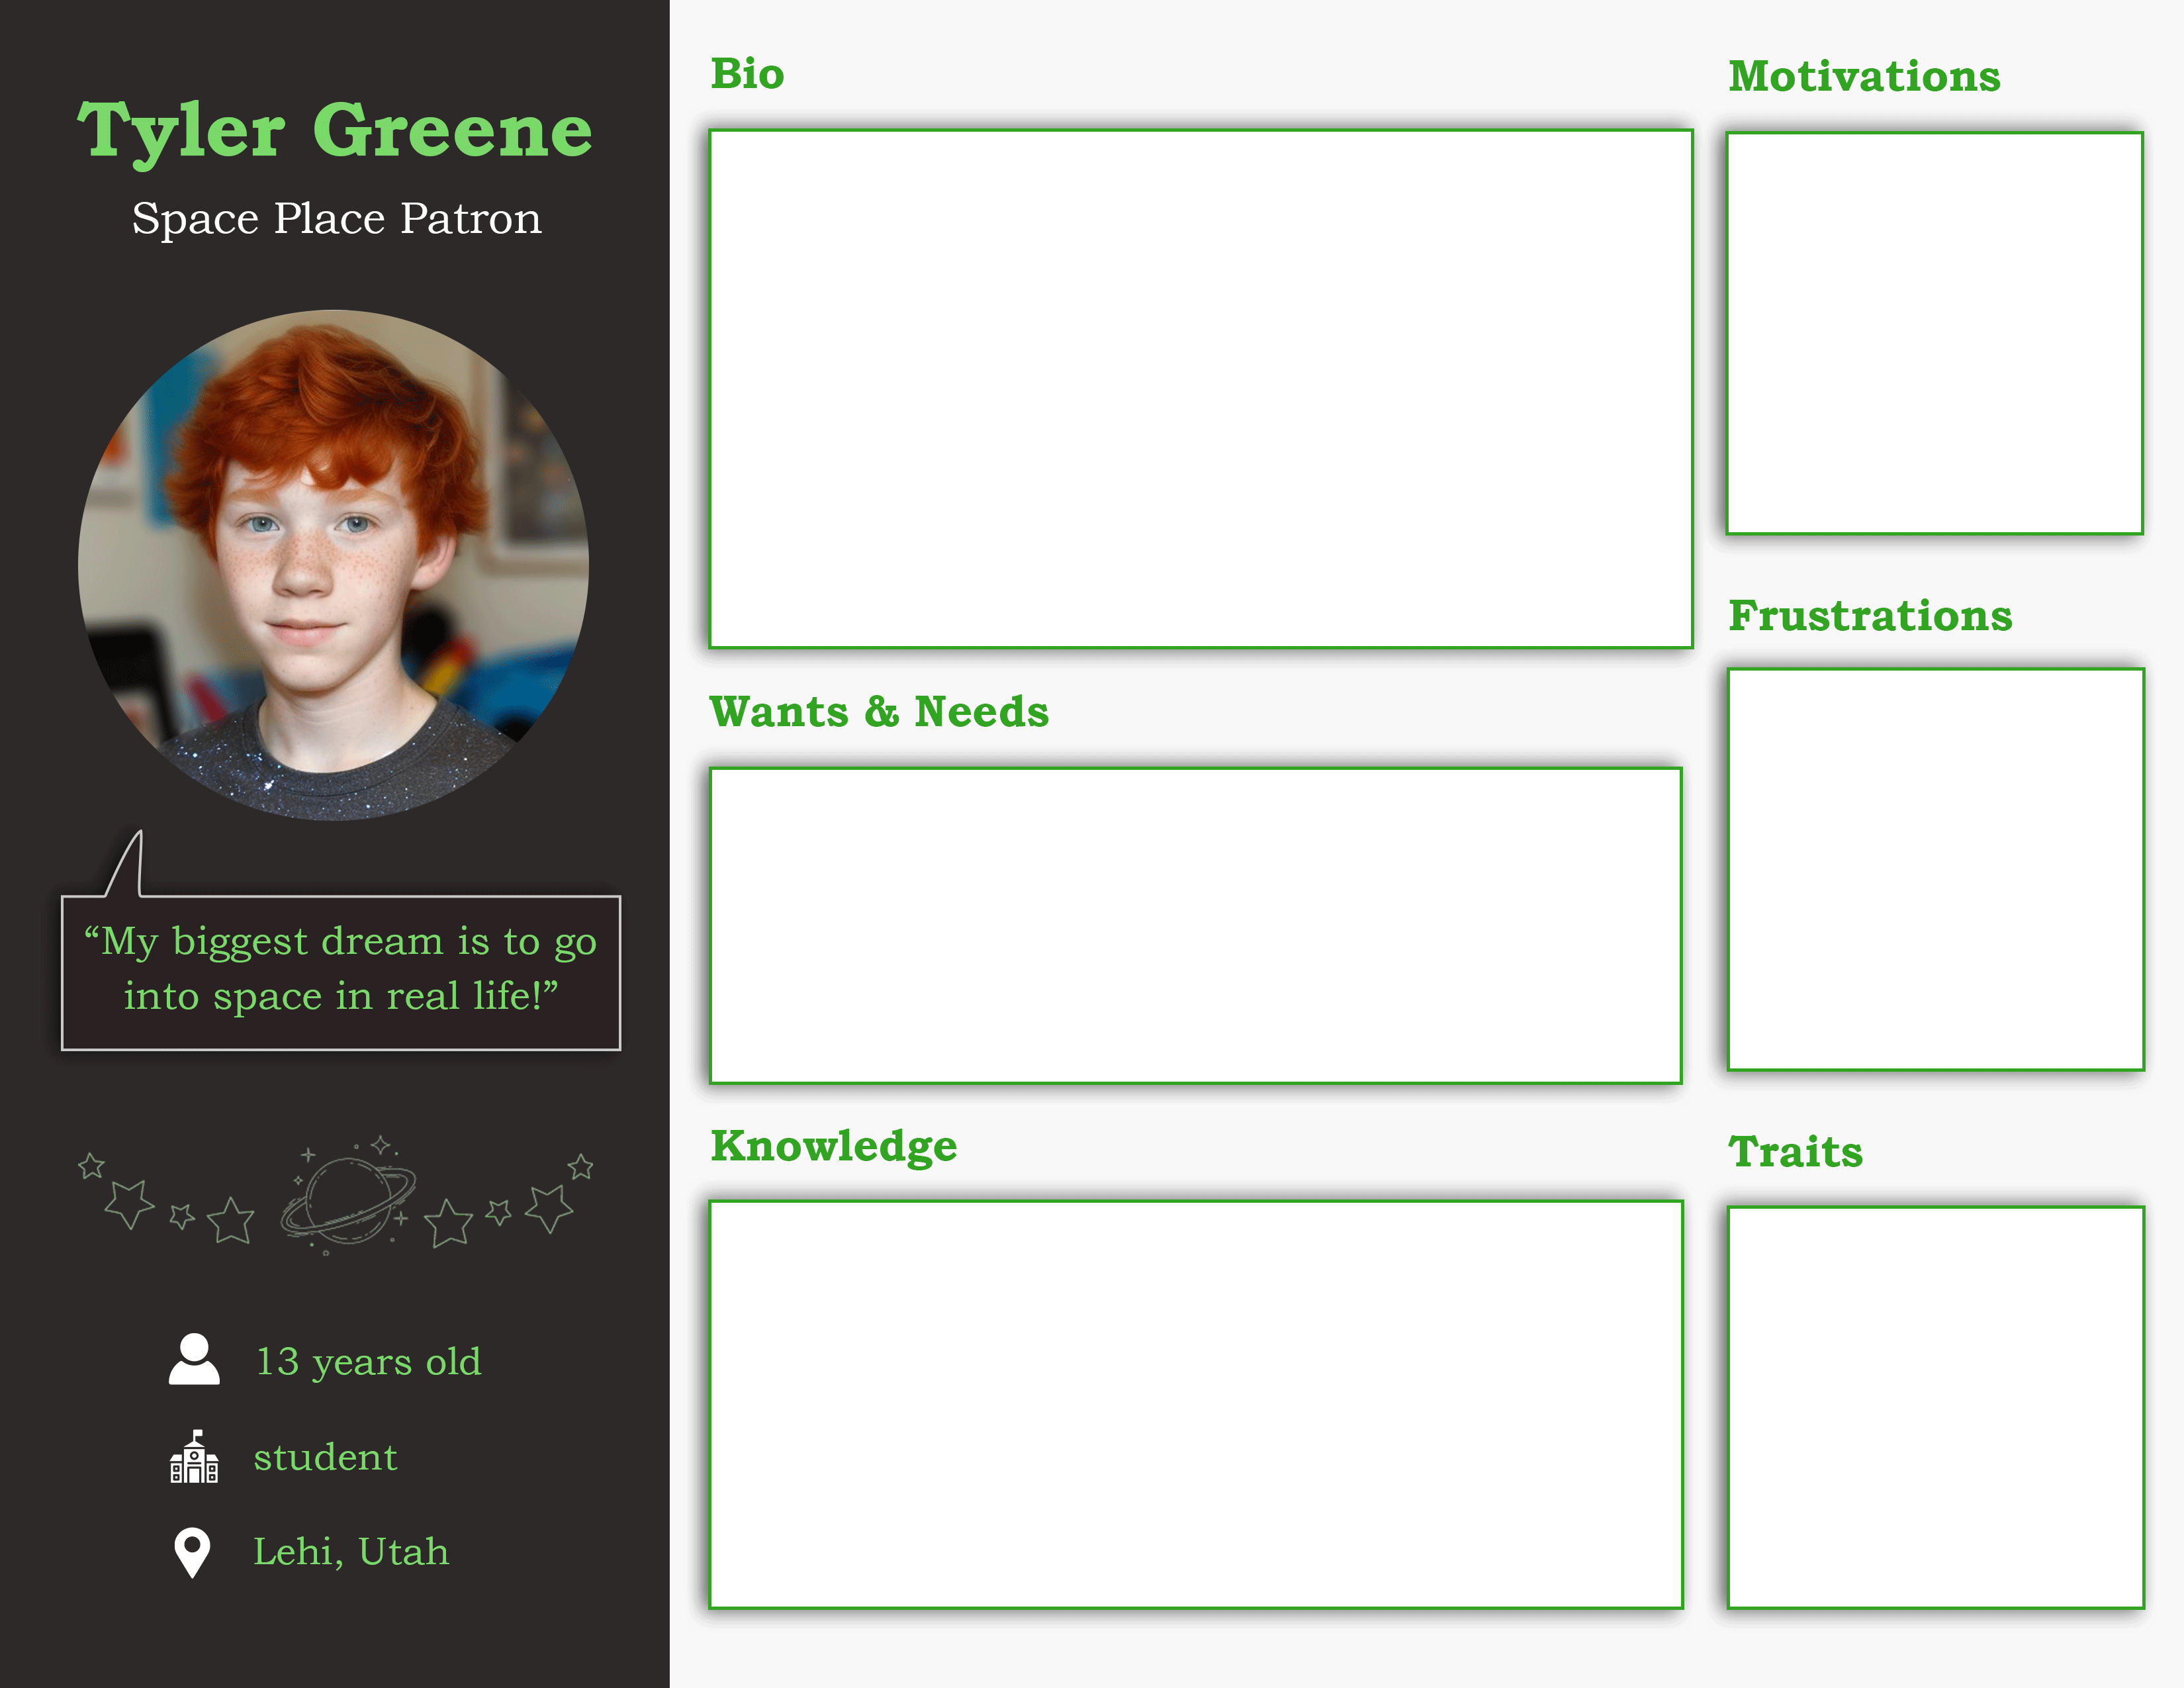 Tyler Greene
Space Place Patron
“My biggest dream is to go
into space in real life!”
13 years old
student
Lehi, Utah
Bio
Wants & Needs
Knowledge
Motivations
Frustrations
Traits